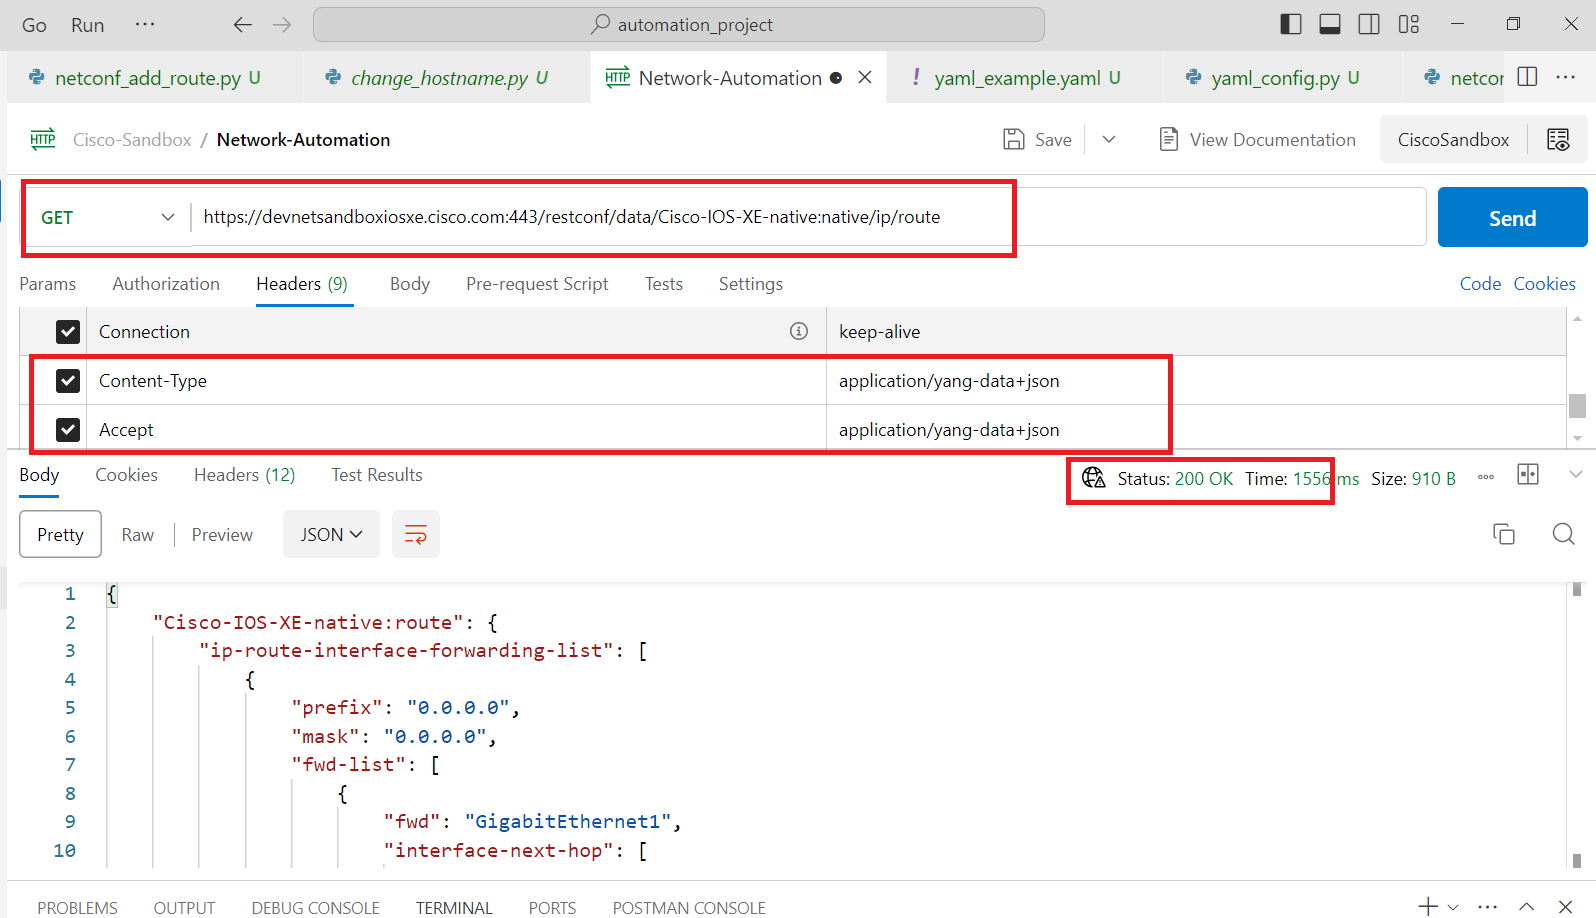 Go Run ··· automation_project
netconf_add_route.py U change_hostname.py U HTTP Network-Automation ● ! yaml_example.yaml U yaml_config.py U netcor ···
HTTP Cisco-Sandbox / Network-Automation Save View Documentation CiscoSandbox
GET https://devnetsandboxiosxe.cisco.com:443/restconf/data/Cisco-IOS-XE-native:native/ip/route Send
Params Authorization Headers (9) Body Pre-request Script Tests Settings Code Cookies
Connection keep-alive
Content-Type application/yang-data+json
Accept application/yang-data+json
Body Cookies Headers (12) Test Results Status: 200 OK Time: 1556 ms Size: 910 B
Pretty Raw Preview JSON
1 {
2 "Cisco-IOS-XE-native:route": {
3 "ip-route-interface-forwarding-list": [
4 {
5 "prefix": "0.0.0.0",
6 "mask": "0.0.0.0",
7 "fwd-list": [
8 {
9 "fwd": "GigabitEthernet1",
10 "interface-next-hop": [
PROBLEMS OUTPUT DEBUG CONSOLE TERMINAL PORTS POSTMAN CONSOLE